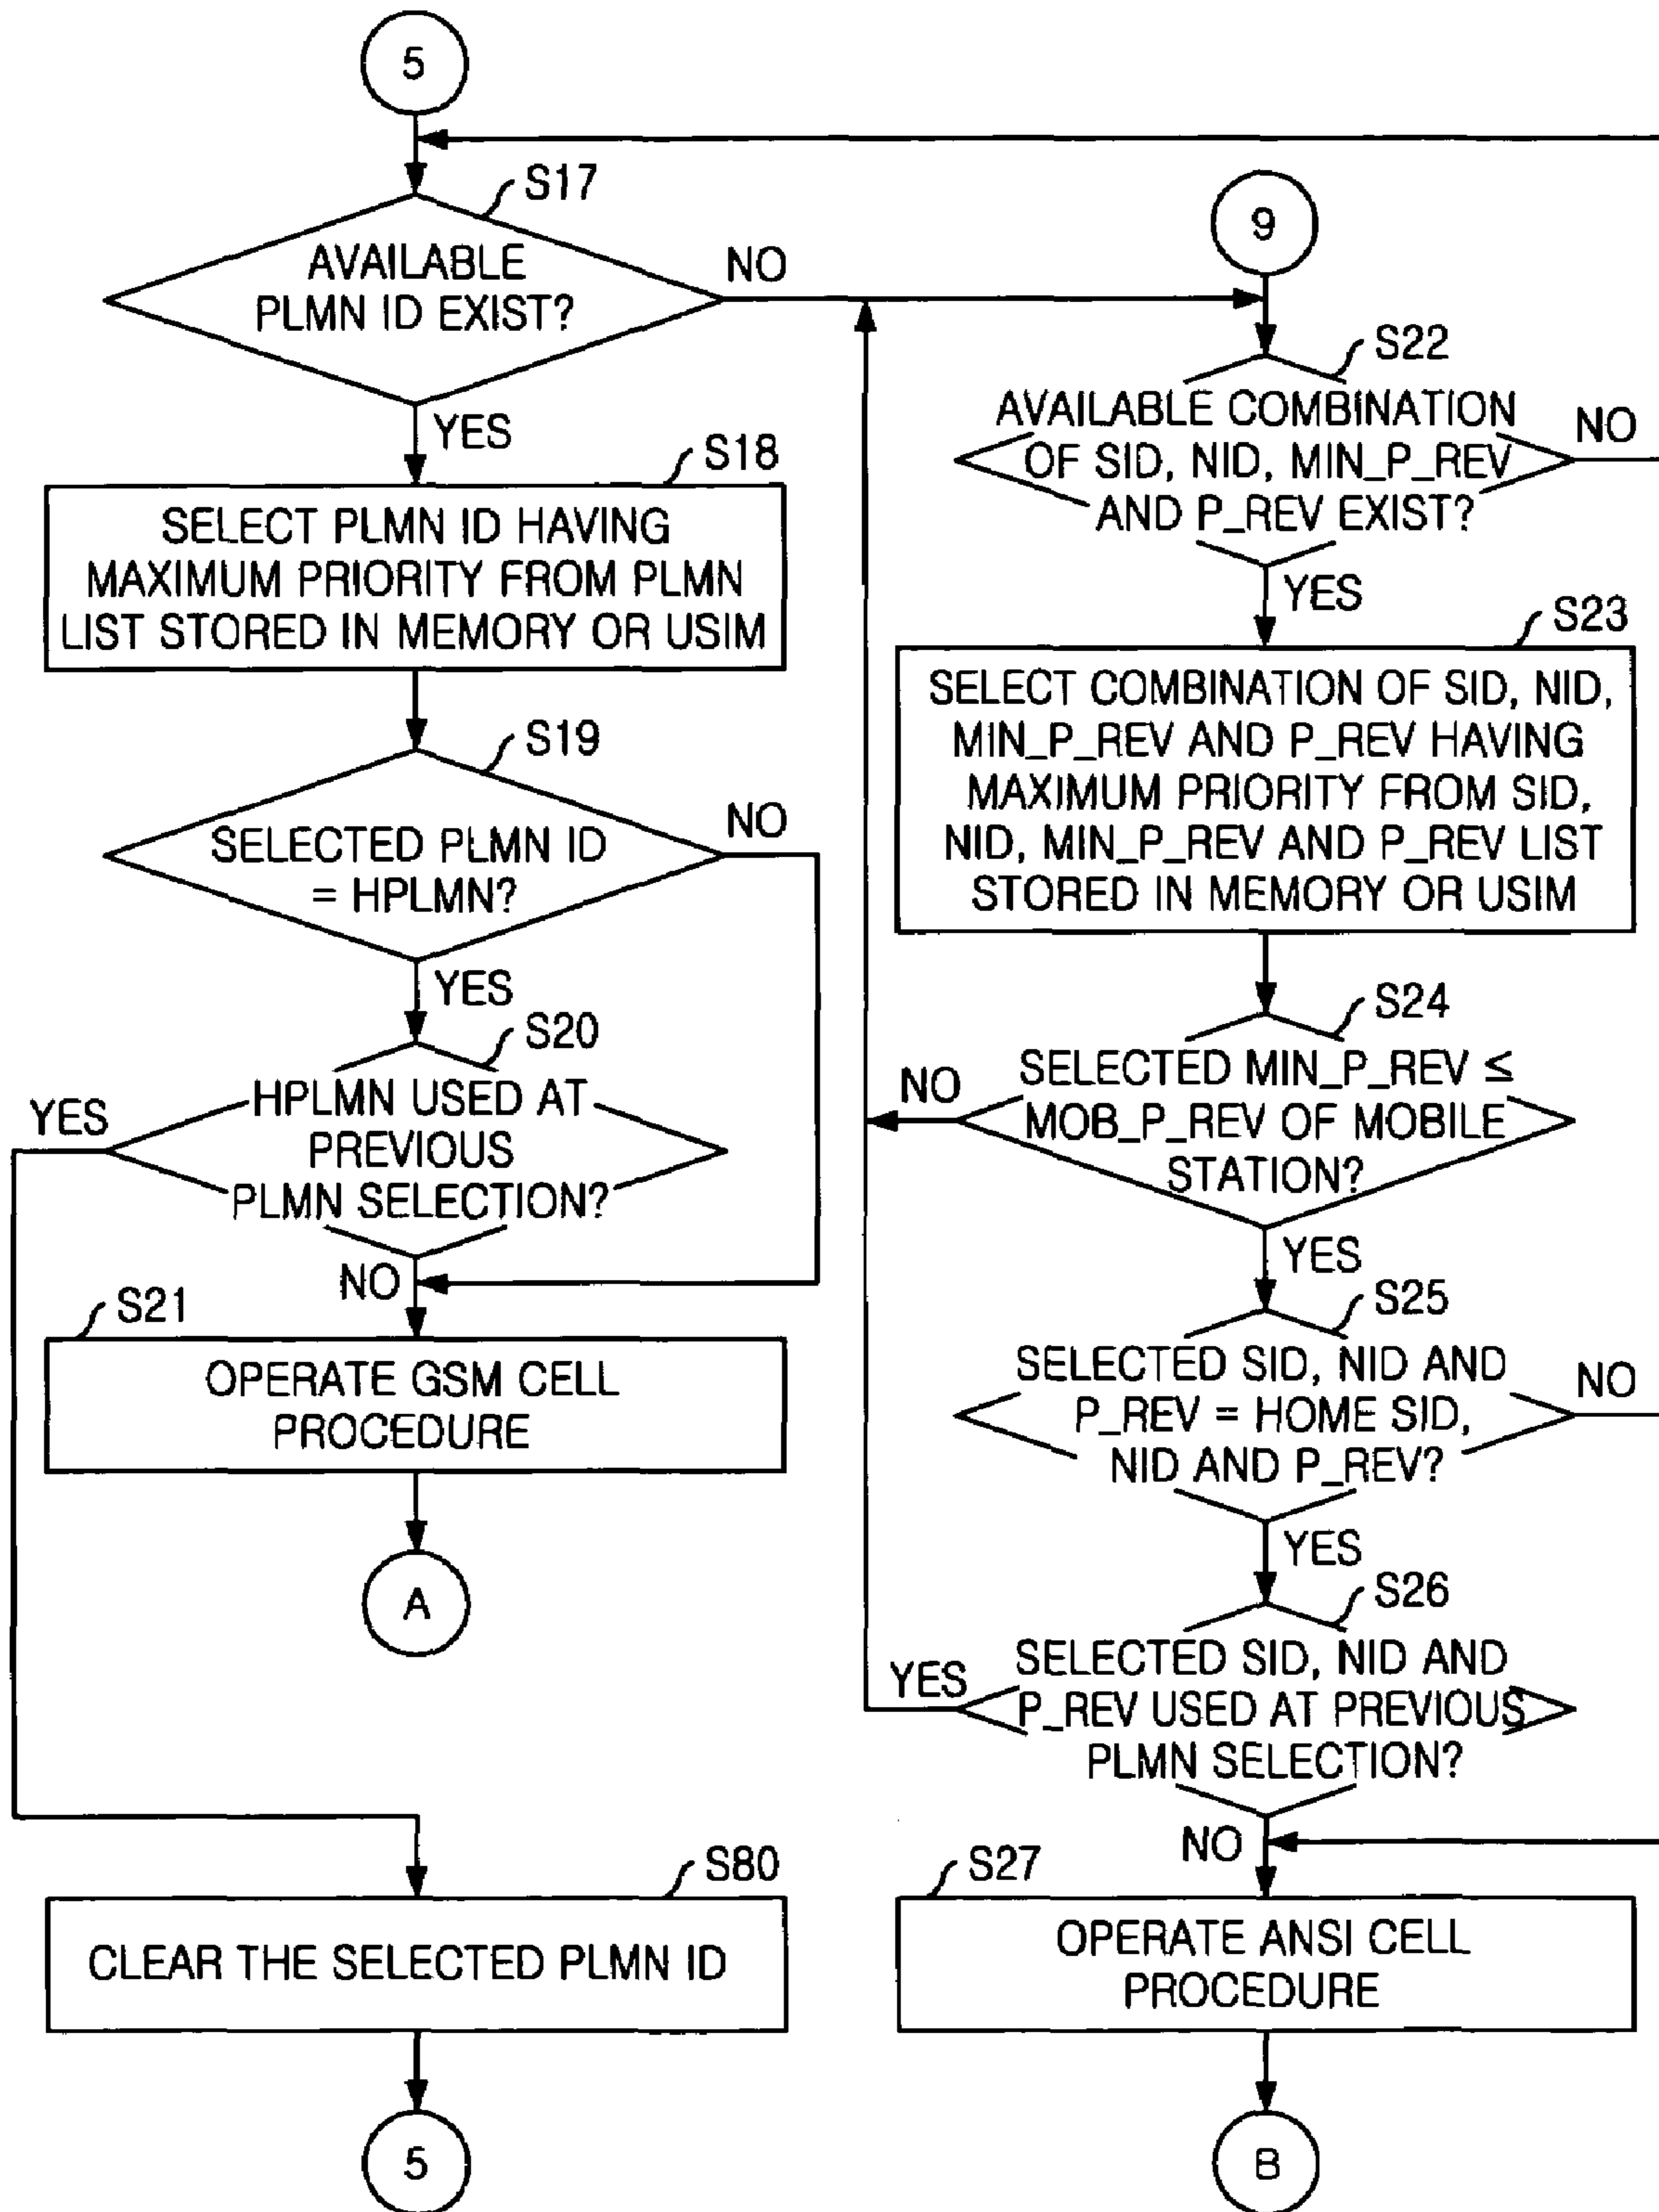 5
S17
AVAILABLE
PLMN ID EXIST?
NO
YES
S18
SELECT PLMN ID HAVING
MAXIMUM PRIORITY FROM PLMN
LIST STORED IN MEMORY OR USIM
S19
SELECTED PLMN ID
= HPLMN?
NO
YES
S20
HPLMN USED AT
PREVIOUS
PLMN SELECTION?
YES
NO
S21
OPERATE GSM CELL
PROCEDURE
A
S80
CLEAR THE SELECTED PLMN ID
5
9
S22
AVAILABLE COMBINATION
OF SID, NID, MIN_P_REV
AND P_REV EXIST?
NO
YES
S23
SELECT COMBINATION OF SID, NID,
MIN_P_REV AND P_REV HAVING
MAXIMUM PRIORITY FROM SID,
NID, MIN_P_REV AND P_REV LIST
STORED IN MEMORY OR USIM
S24
SELECTED MIN_P_REV ≤
MOB_P_REV OF MOBILE
STATION?
NO
YES
S25
SELECTED SID, NID AND
P_REV = HOME SID,
NID AND P_REV?
NO
YES
S26
SELECTED SID, NID AND
P_REV USED AT PREVIOUS
PLMN SELECTION?
YES
NO
S27
OPERATE ANSI CELL
PROCEDURE
B